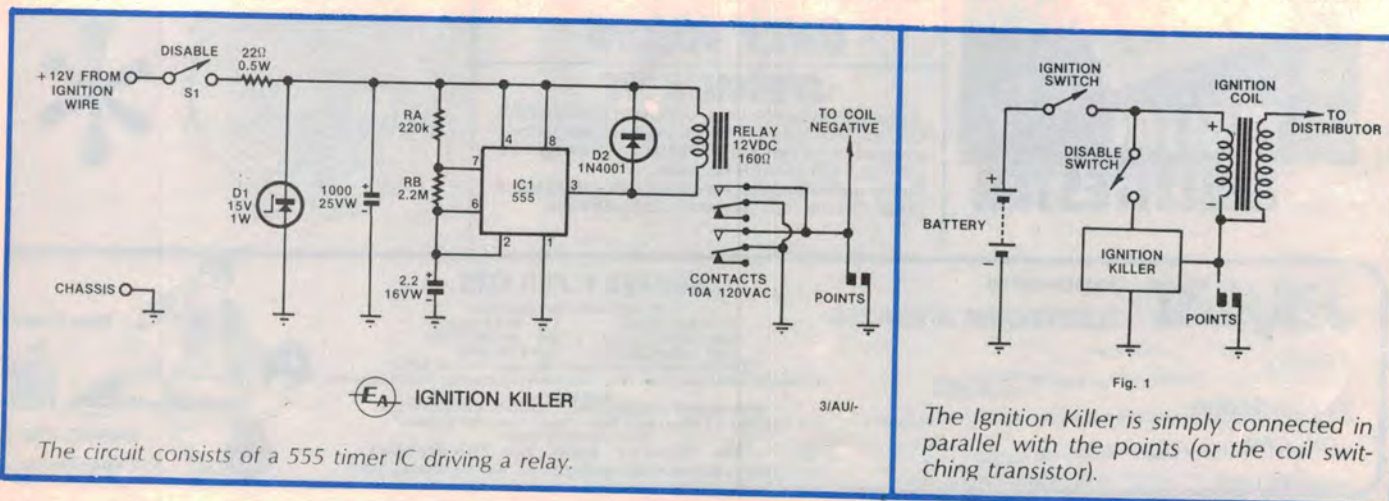 DISABLE
+ 12V FROM
IGNITION
WIRE
S1
22Ω
0.5W
D1
15V
1W
1000
25VW
+
-
RA
220k
RB
2.2M
7
6
2
4
8
3
1
IC1
555
2.2
16VW
+
-
D2
1N4001
RELAY
12VDC
160Ω
TO COIL
NEGATIVE
CONTACTS
10A 120VAC
POINTS
CHASSIS
EA IGNITION KILLER
3/AU/-
The circuit consists of a 555 timer IC driving a relay.
IGNITION
SWITCH
IGNITION
COIL
TO
DISTRIBUTOR
DISABLE
SWITCH
+
-
+
-
BATTERY
IGNITION
KILLER
POINTS
Fig. 1
The Ignition Killer is simply connected in
parallel with the points (or the coil swit-
ching transistor).